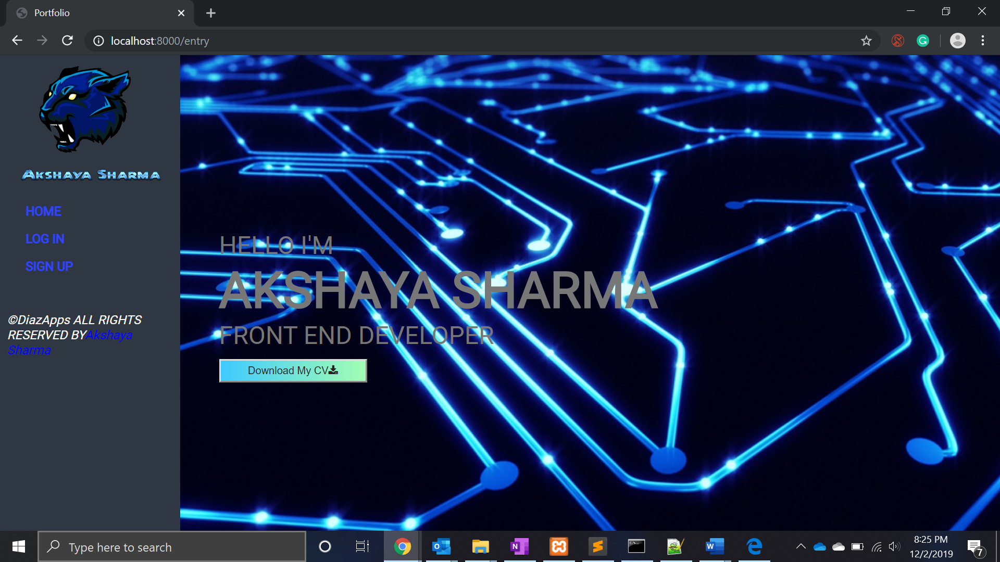 Portfolio
localhost:8000/entry
AKSHAYA SHARMA
HOME
LOG IN
SIGN UP
©DiazApps ALL RIGHTS
RESERVED BYAkshaya
Sharma
HELLO I'M
AKSHAYA SHARMA
FRONT END DEVELOPER
Download My CV
Type here to search
8:25 PM
12/2/2019
7